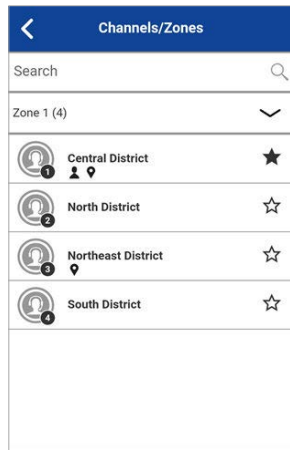 Channels/Zones
Search
Zone 1 (4)
Central District
1
North District
2
Northeast District
3
South District
4